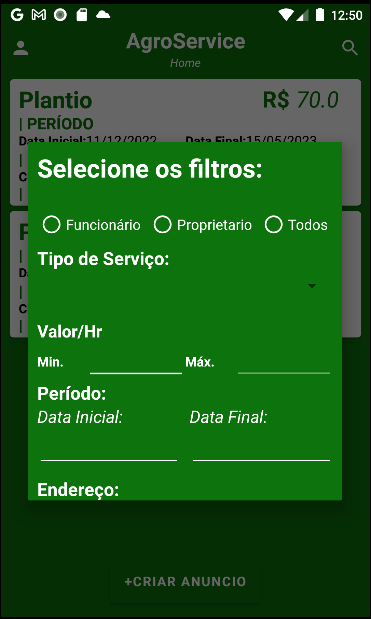 12:50
AgroService
Home
Plantio R$ 70.0
| PERÍODO
Data Inicial:11/12/2022 Data Final:15/05/2023
Selecione os filtros:
Funcionário Proprietario Todos
Tipo de Serviço:
Valor/Hr
Min. Máx.
Período:
Data Inicial: Data Final:
Endereço:
+CRIAR ANUNCIO